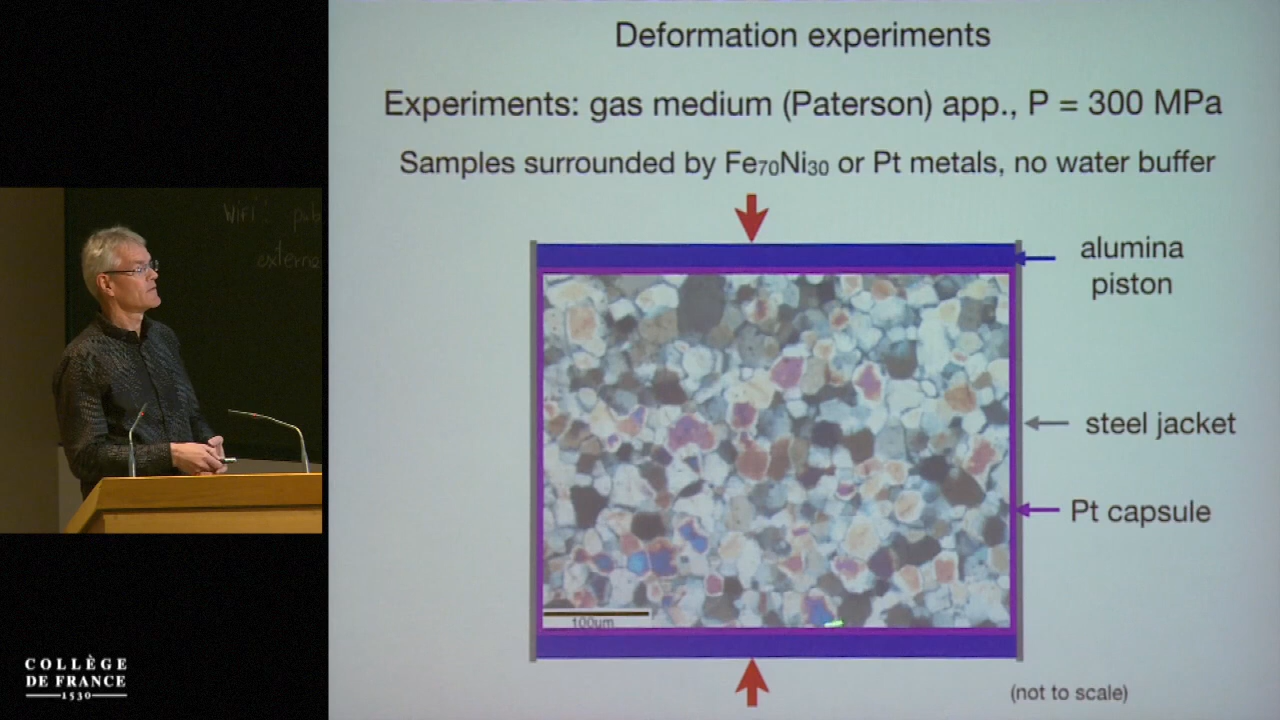 Deformation experiments
Experiments: gas medium (Paterson) app., P = 300 MPa
Samples surrounded by Fe₇₀Ni₃₀ or Pt metals, no water buffer
alumina
piston
steel jacket
Pt capsule
100um
(not to scale)
WiFi :
COLLÈGE
DE FRANCE
1530